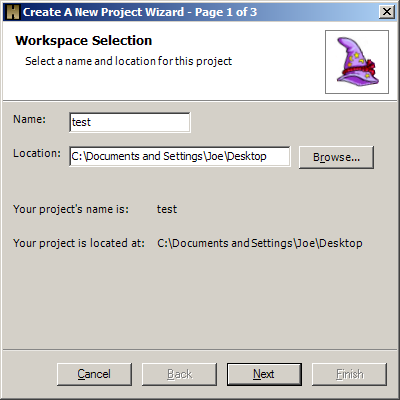 Create A New Project Wizard - Page 1 of 3
Workspace Selection
Select a name and location for this project
Name: test
Location: C:\Documents and Settings\Joe\Desktop Browse...
Your project's name is: test
Your project is located at: C:\Documents and Settings\Joe\Desktop
Cancel Back Next Finish